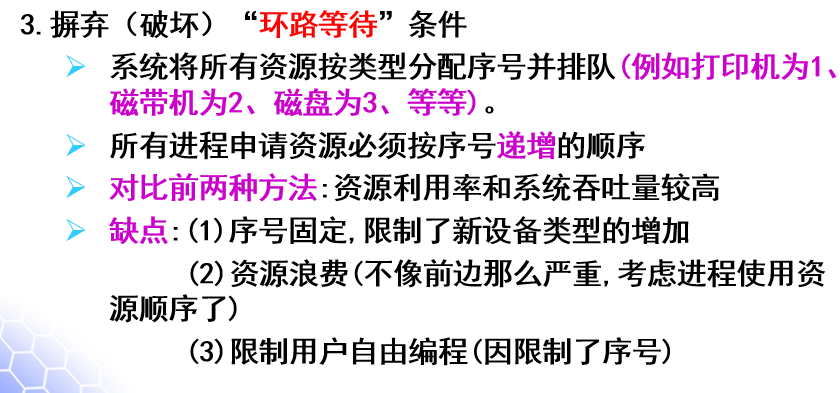 3.摒弃（破坏）“环路等待”条件
系统将所有资源按类型分配序号并排队(例如打印机为1、
磁带机为2、磁盘为3、等等)。
所有进程申请资源必须按序号递增的顺序
对比前两种方法:资源利用率和系统吞吐量较高
缺点:(1)序号固定,限制了新设备类型的增加
(2)资源浪费(不像前边那么严重,考虑进程使用资
源顺序了)
(3)限制用户自由编程(因限制了序号)